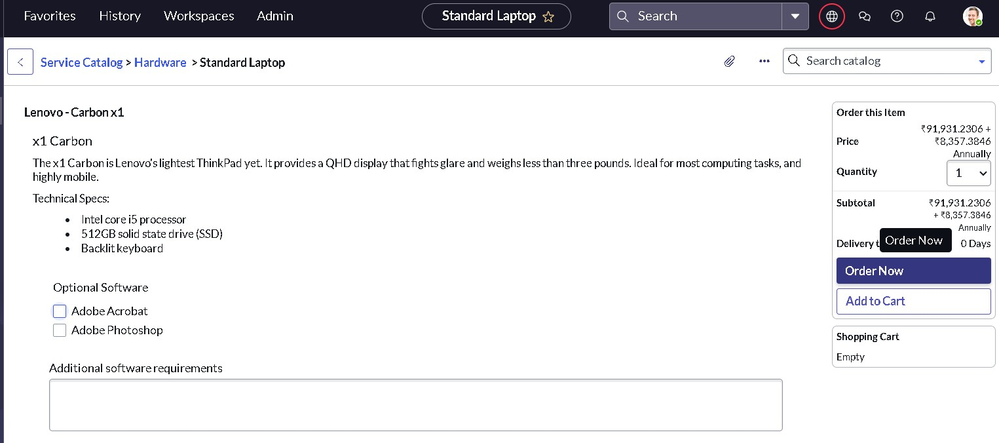 Favorites History Workspaces Admin Standard Laptop Search
Service Catalog > Hardware > Standard Laptop Search catalog
Lenovo - Carbon x1
x1 Carbon
The x1 Carbon is Lenovo's lightest ThinkPad yet. It provides a QHD display that fights glare and weighs less than three pounds. Ideal for most computing tasks, and
highly mobile.
Technical Specs:
• Intel core i5 processor
• 512GB solid state drive (SSD)
• Backlit keyboard
Optional Software
Adobe Acrobat
Adobe Photoshop
Additional software requirements
Order this Item
₹91,931.2306 +
Price ₹8,357.3846
Annually
Quantity 1
Subtotal ₹91,931.2306
+ ₹8,357.3846
Annually
Delivery t Order Now 0 Days
Order Now
Add to Cart
Shopping Cart
Empty